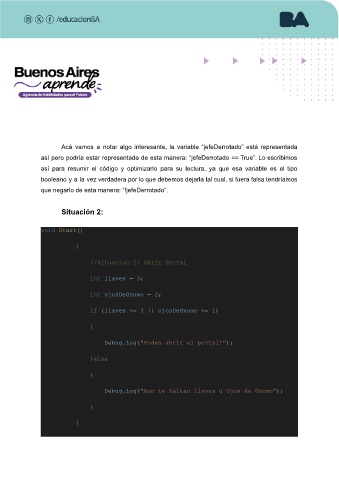 /educacionBA
BA
Buenos Aires
aprende
Agencia de Habilidades para el Futuro
Acá vamos a notar algo interesante, la variable "jefeDerrotado" está representada
así pero podría estar representada de esta manera: "jefeDerrotado == True". Lo escribimos
así para resumir el código y optimizarlo para su lectura, ya que esa variable es el tipo
booleano y a la vez verdadera por lo que debemos dejarla tal cual, si fuera falsa tendríamos
que negarlo de esta manera: "!jefeDerrotado".
Situación 2:
void Start()
{
//Situacion 2: Abrir Portal
int llaves = 3;
int ojosDeGnomo = 2;
if (llaves >= 3 || ojosDeGnomo >= 1)
{
Debug.Log("Podes abrir el portal!");
}else
{
Debug.Log("Aun te faltan llaves u Ojos de Gnomo");
}
}